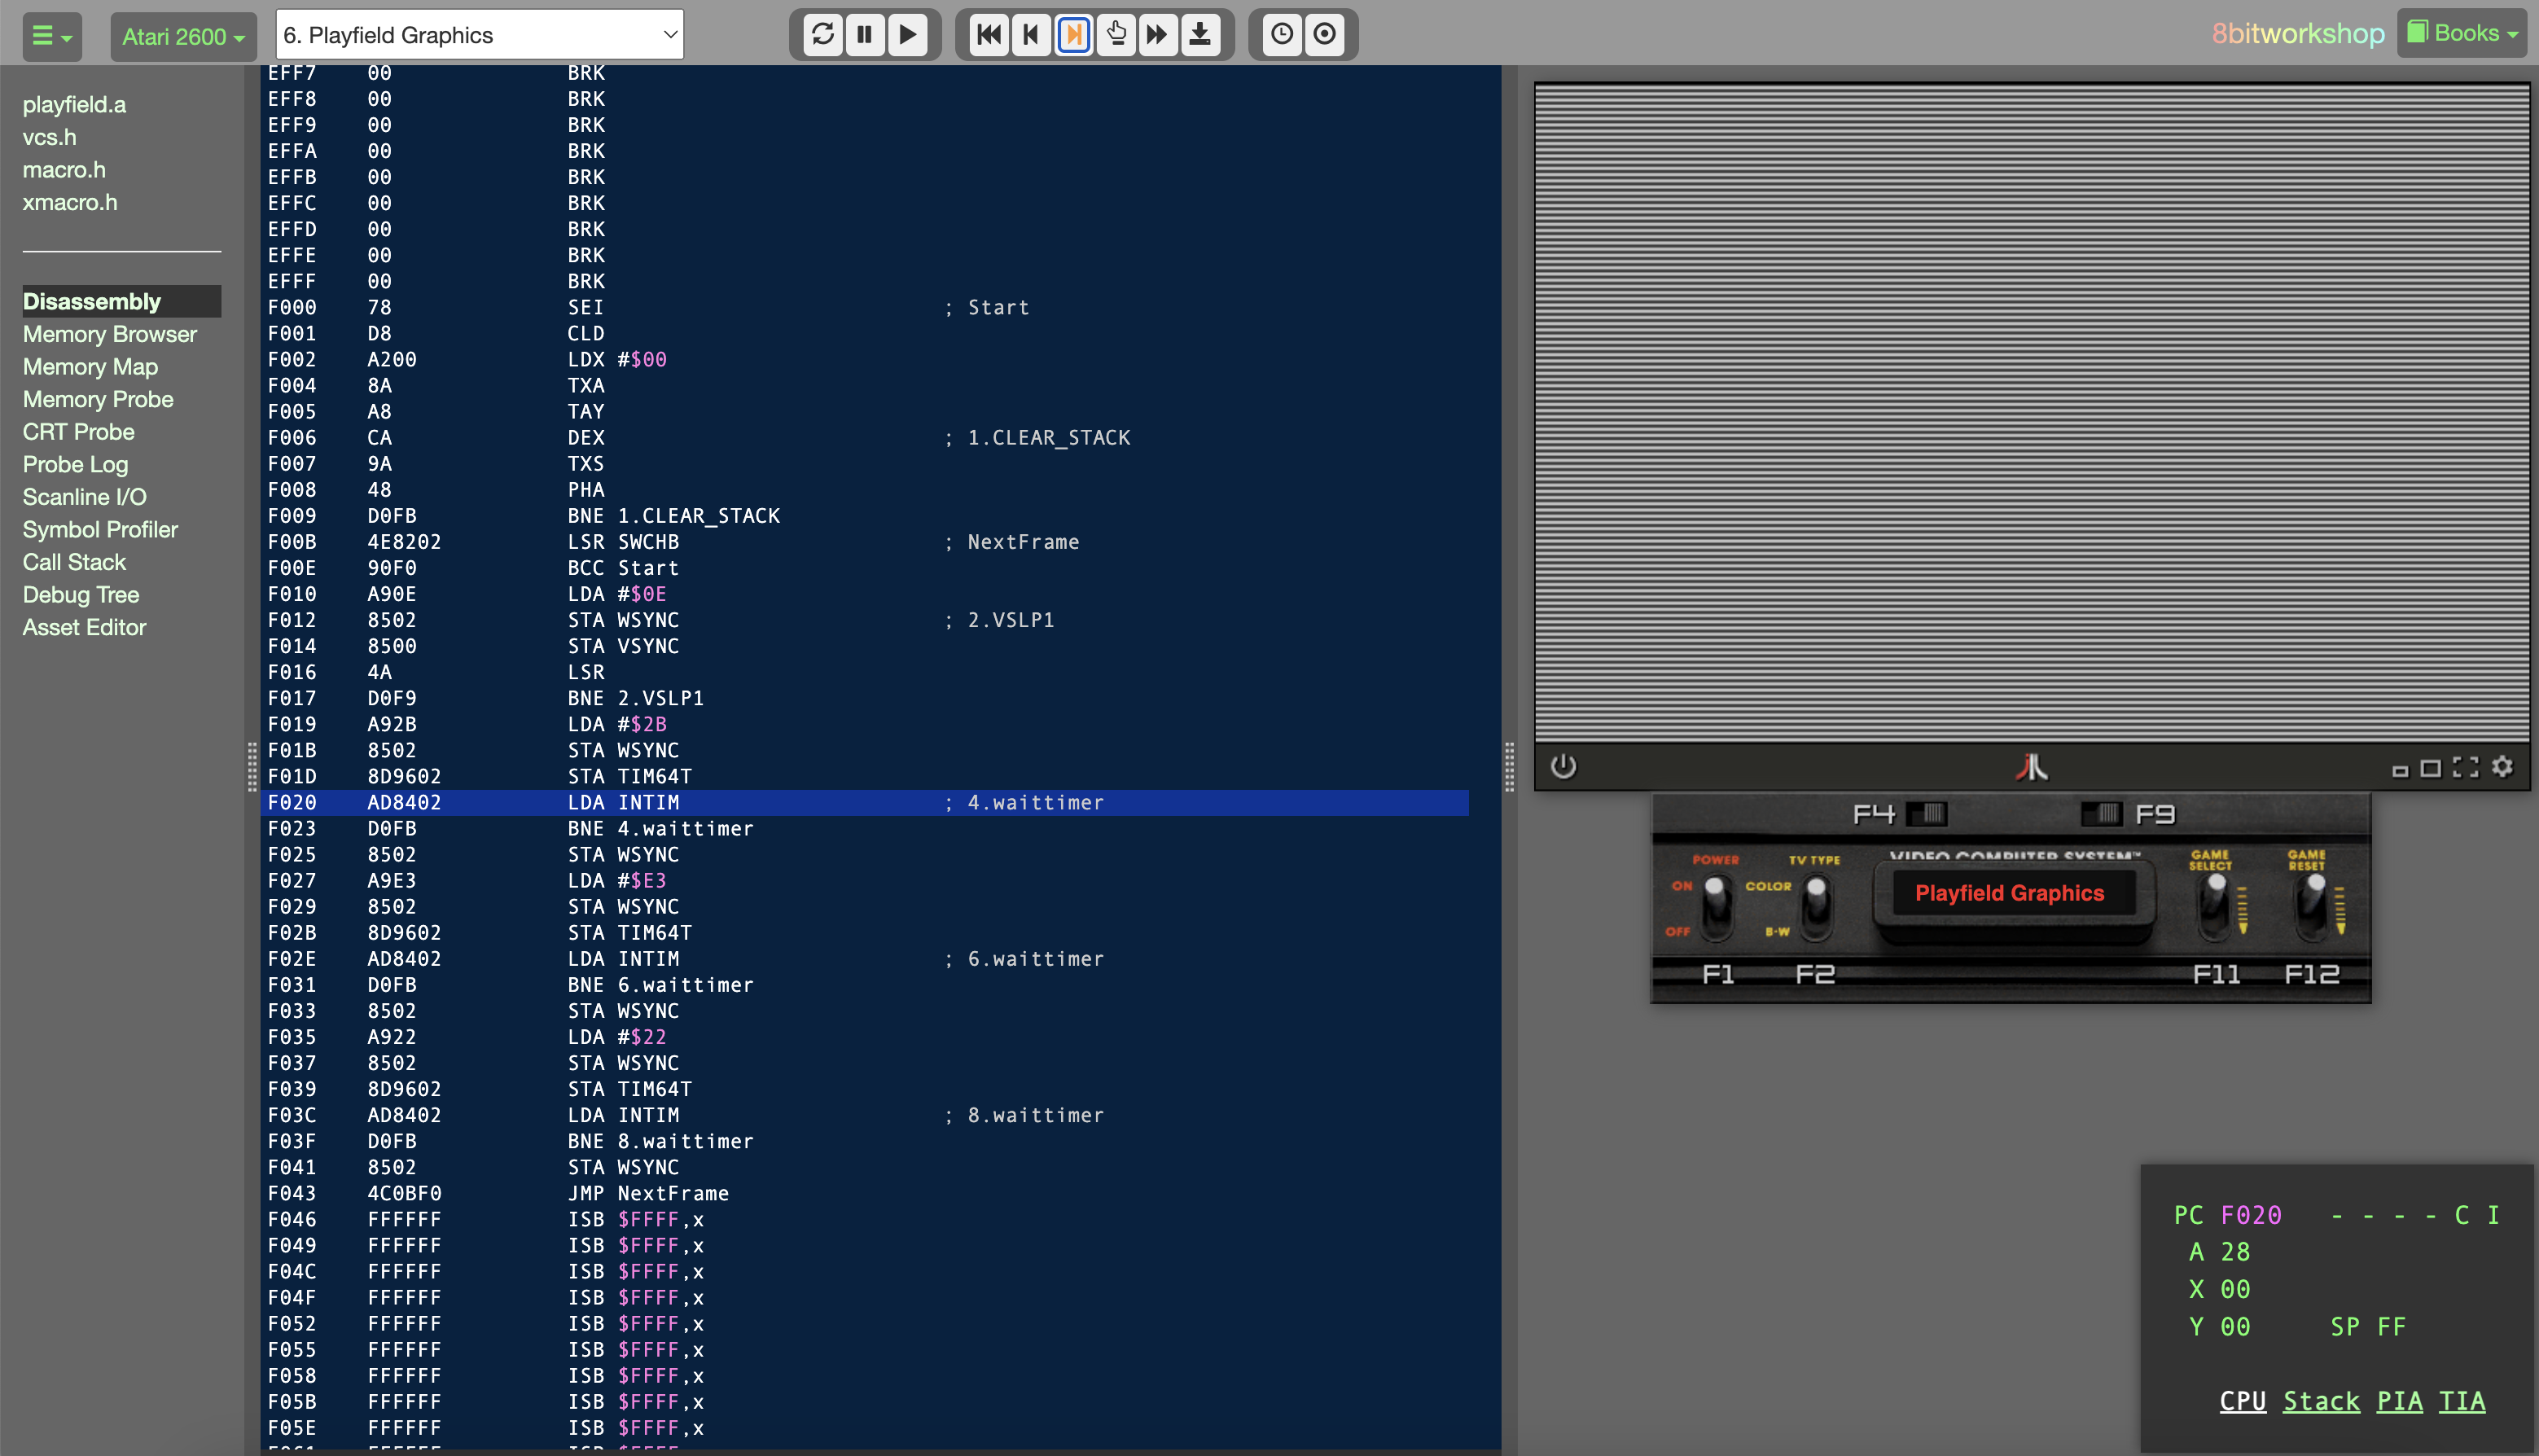 Atari 2600
6. Playfield Graphics
8bitworkshop
Books
playfield.a
vcs.h
macro.h
xmacro.h
Disassembly
Memory Browser
Memory Map
Memory Probe
CRT Probe
Probe Log
Scanline I/O
Symbol Profiler
Call Stack
Debug Tree
Asset Editor
EFF7 00 BRK
EFF8 00 BRK
EFF9 00 BRK
EFFA 00 BRK
EFFB 00 BRK
EFFC 00 BRK
EFFD 00 BRK
EFFE 00 BRK
EFFF 00 BRK
F000 78 SEI ; Start
F001 D8 CLD
F002 A200 LDX #$00
F004 8A TXA
F005 A8 TAY
F006 CA DEX ; 1.CLEAR_STACK
F007 9A TXS
F008 48 PHA
F009 D0FB BNE 1.CLEAR_STACK
F00B 4E8202 LSR SWCHB ; NextFrame
F00E 90F0 BCC Start
F010 A90E LDA #$0E
F012 8502 STA WSYNC ; 2.VSLP1
F014 8500 STA VSYNC
F016 4A LSR
F017 D0F9 BNE 2.VSLP1
F019 A92B LDA #$2B
F01B 8502 STA WSYNC
F01D 8D9602 STA TIM64T
F020 AD8402 LDA INTIM ; 4.waittimer
F023 D0FB BNE 4.waittimer
F025 8502 STA WSYNC
F027 A9E3 LDA #$E3
F029 8502 STA WSYNC
F02B 8D9602 STA TIM64T
F02E AD8402 LDA INTIM ; 6.waittimer
F031 D0FB BNE 6.waittimer
F033 8502 STA WSYNC
F035 A922 LDA #$22
F037 8502 STA WSYNC
F039 8D9602 STA TIM64T
F03C AD8402 LDA INTIM ; 8.waittimer
F03F D0FB BNE 8.waittimer
F041 8502 STA WSYNC
F043 4C0BF0 JMP NextFrame
F046 FFFFFF ISB $FFFF,x
F049 FFFFFF ISB $FFFF,x
F04C FFFFFF ISB $FFFF,x
F04F FFFFFF ISB $FFFF,x
F052 FFFFFF ISB $FFFF,x
F055 FFFFFF ISB $FFFF,x
F058 FFFFFF ISB $FFFF,x
F05B FFFFFF ISB $FFFF,x
F05E FFFFFF ISB $FFFF,x
F4 F9
VIDEO COMPUTER SYSTEM™
POWER
ON
OFF
TV TYPE
COLOR
B-W
Playfield Graphics
GAME SELECT
GAME RESET
F1 F2 F11 F12
PC F020 - - - - C I
A 28
X 00
Y 00 SP FF
CPU Stack PIA TIA